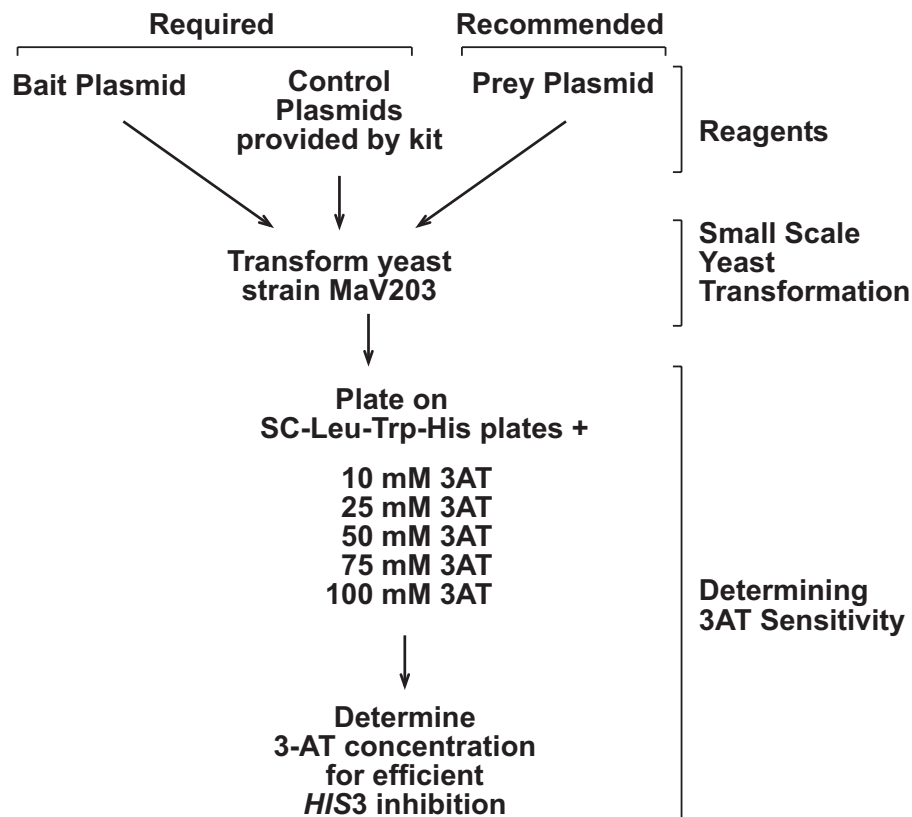 Required
Recommended
Bait Plasmid
Control
Plasmids
provided by kit
Prey Plasmid
Reagents
Transform yeast
strain MaV203
Small Scale
Yeast
Transformation
Plate on
SC-Leu-Trp-His plates +
10 mM 3AT
25 mM 3AT
50 mM 3AT
75 mM 3AT
100 mM 3AT
Determining
3AT Sensitivity
Determine
3-AT concentration
for efficient
HIS3 inhibition